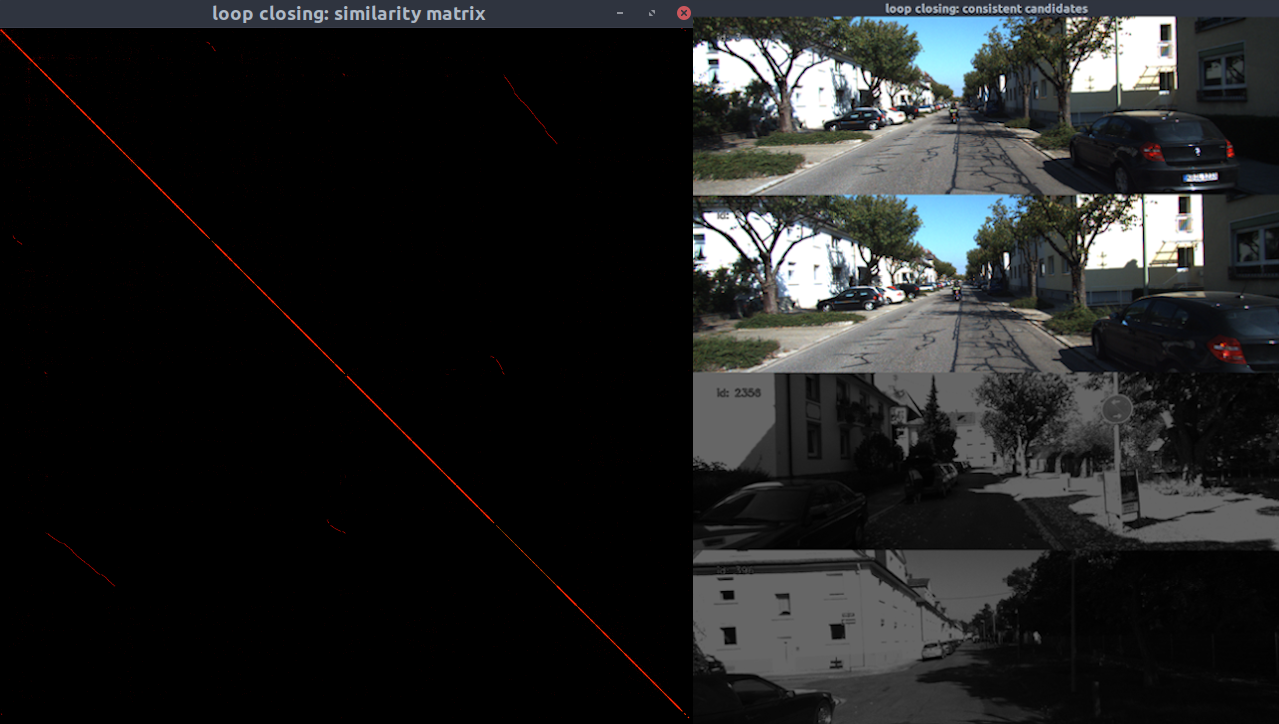 loop closing: similarity matrix
loop closing: consistent candidates
id: 2358